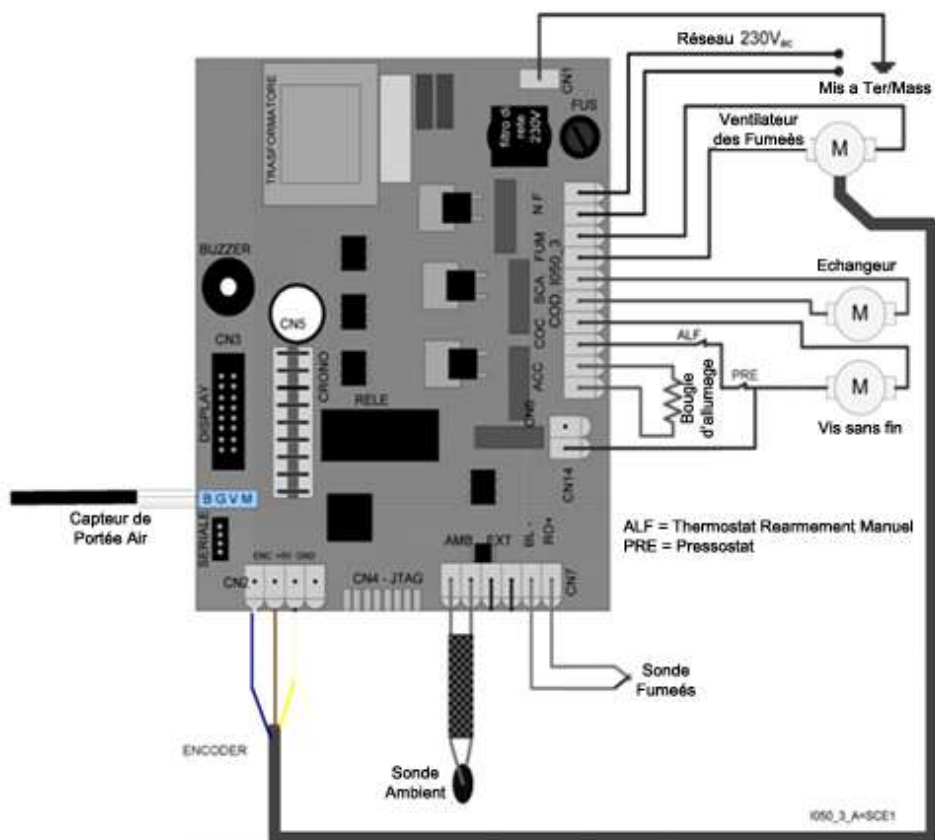 Réseau 230Vac
CN1
Mis a Ter/Mass
TRASFORMATORE
filtro di
rete
230V
FUS
Ventilateur
des Fumeès
M
N F
FUM
SCA
COC
ACC
COD. I050_3
BUZZER
CN3
CN5
CRONO
DISPLAY
RELE
Echangeur
M
ALF
PRE
Bougie
d'allumage
M
Vis sans fin
CN14
B G V M
Capteur de
Portée Air
SERIALE
ALF = Thermostat Rearmement Manuel
PRE = Pressostat
AMB
EXT
BL -
RD+
CN7
ENC +5V GND
CN2
CN4 - JTAG
Sonde
Fumeés
ENCODER
Sonde
Ambient
I050_3_A=SCE1